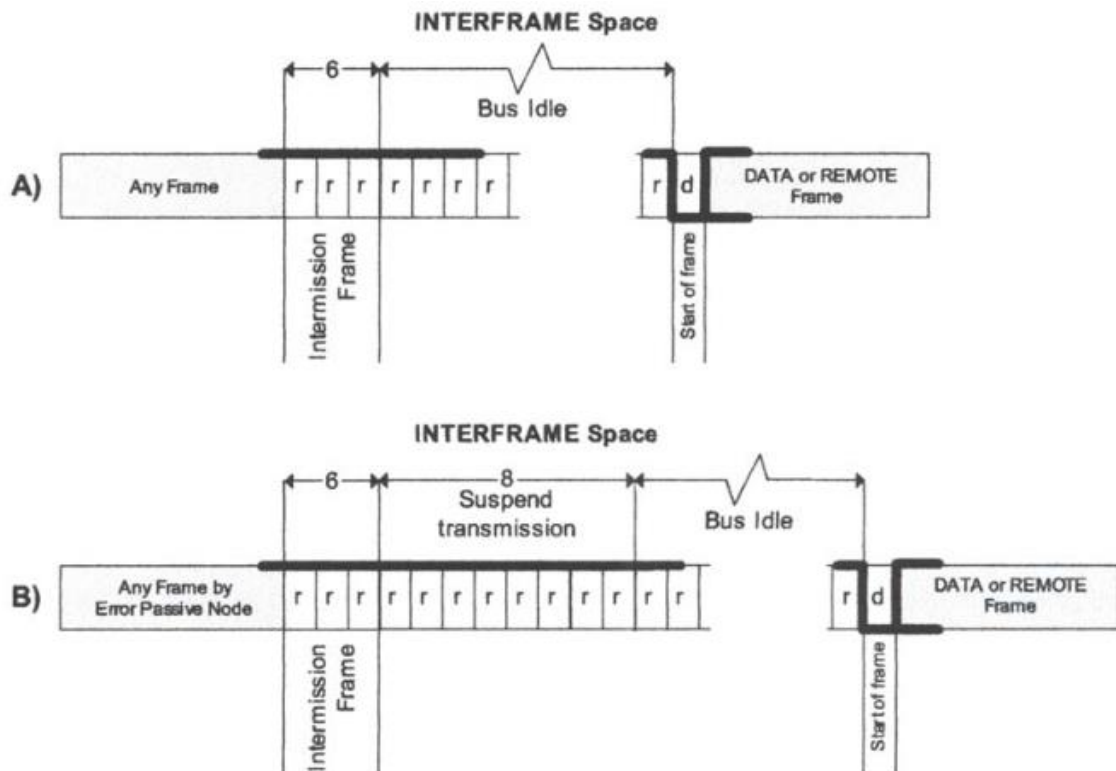 INTERFRAME Space
6
Bus Idle
A)
Any Frame
r r r r r r r
r d
DATA or REMOTE
Frame
Intermission
Frame
Start of frame
INTERFRAME Space
6
8
Suspend
transmission
Bus Idle
B)
Any Frame by
Error Passive Node
r r r r r r r r r r r r r
r d
DATA or REMOTE
Frame
Intermission
Frame
Start of frame